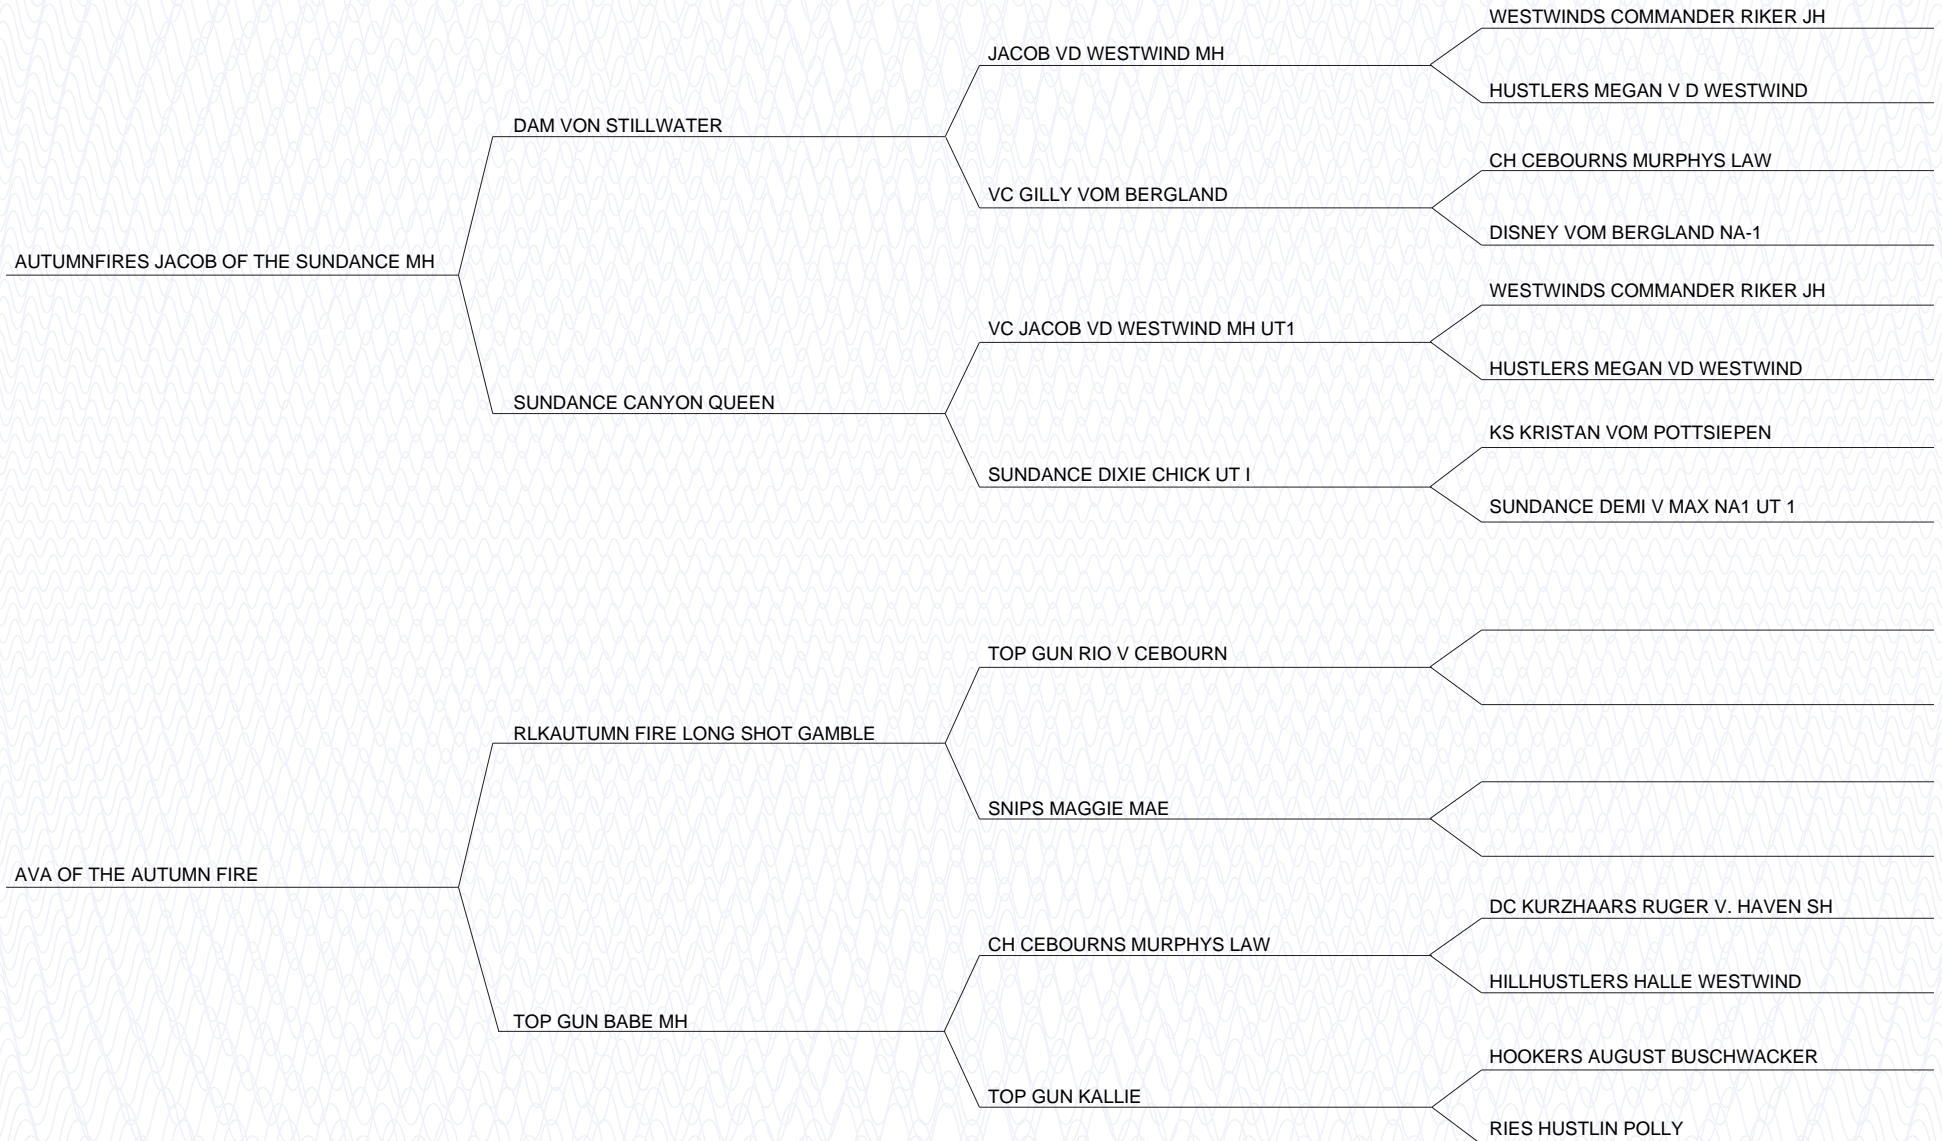 WESTWINDS COMMANDER RIKER JH
JACOB VD WESTWIND MH
HUSTLERS MEGAN V D WESTWIND
DAM VON STILLWATER
CH CEBOURNS MURPHYS LAW
VC GILLY VOM BERGLAND
DISNEY VOM BERGLAND NA-1
AUTUMNFIRES JACOB OF THE SUNDANCE MH
WESTWINDS COMMANDER RIKER JH
VC JACOB VD WESTWIND MH UT1
HUSTLERS MEGAN VD WESTWIND
SUNDANCE CANYON QUEEN
KS KRISTAN VOM POTTSIEPEN
SUNDANCE DIXIE CHICK UT I
SUNDANCE DEMI V MAX NA1 UT 1
TOP GUN RIO V CEBOURN
RLKAUTUMN FIRE LONG SHOT GAMBLE
SNIPS MAGGIE MAE
AVA OF THE AUTUMN FIRE
DC KURZHAARS RUGER V. HAVEN SH
CH CEBOURNS MURPHYS LAW
HILLHUSTLERS HALLE WESTWIND
TOP GUN BABE MH
HOOKERS AUGUST BUSCHWACKER
TOP GUN KALLIE
RIES HUSTLIN POLLY